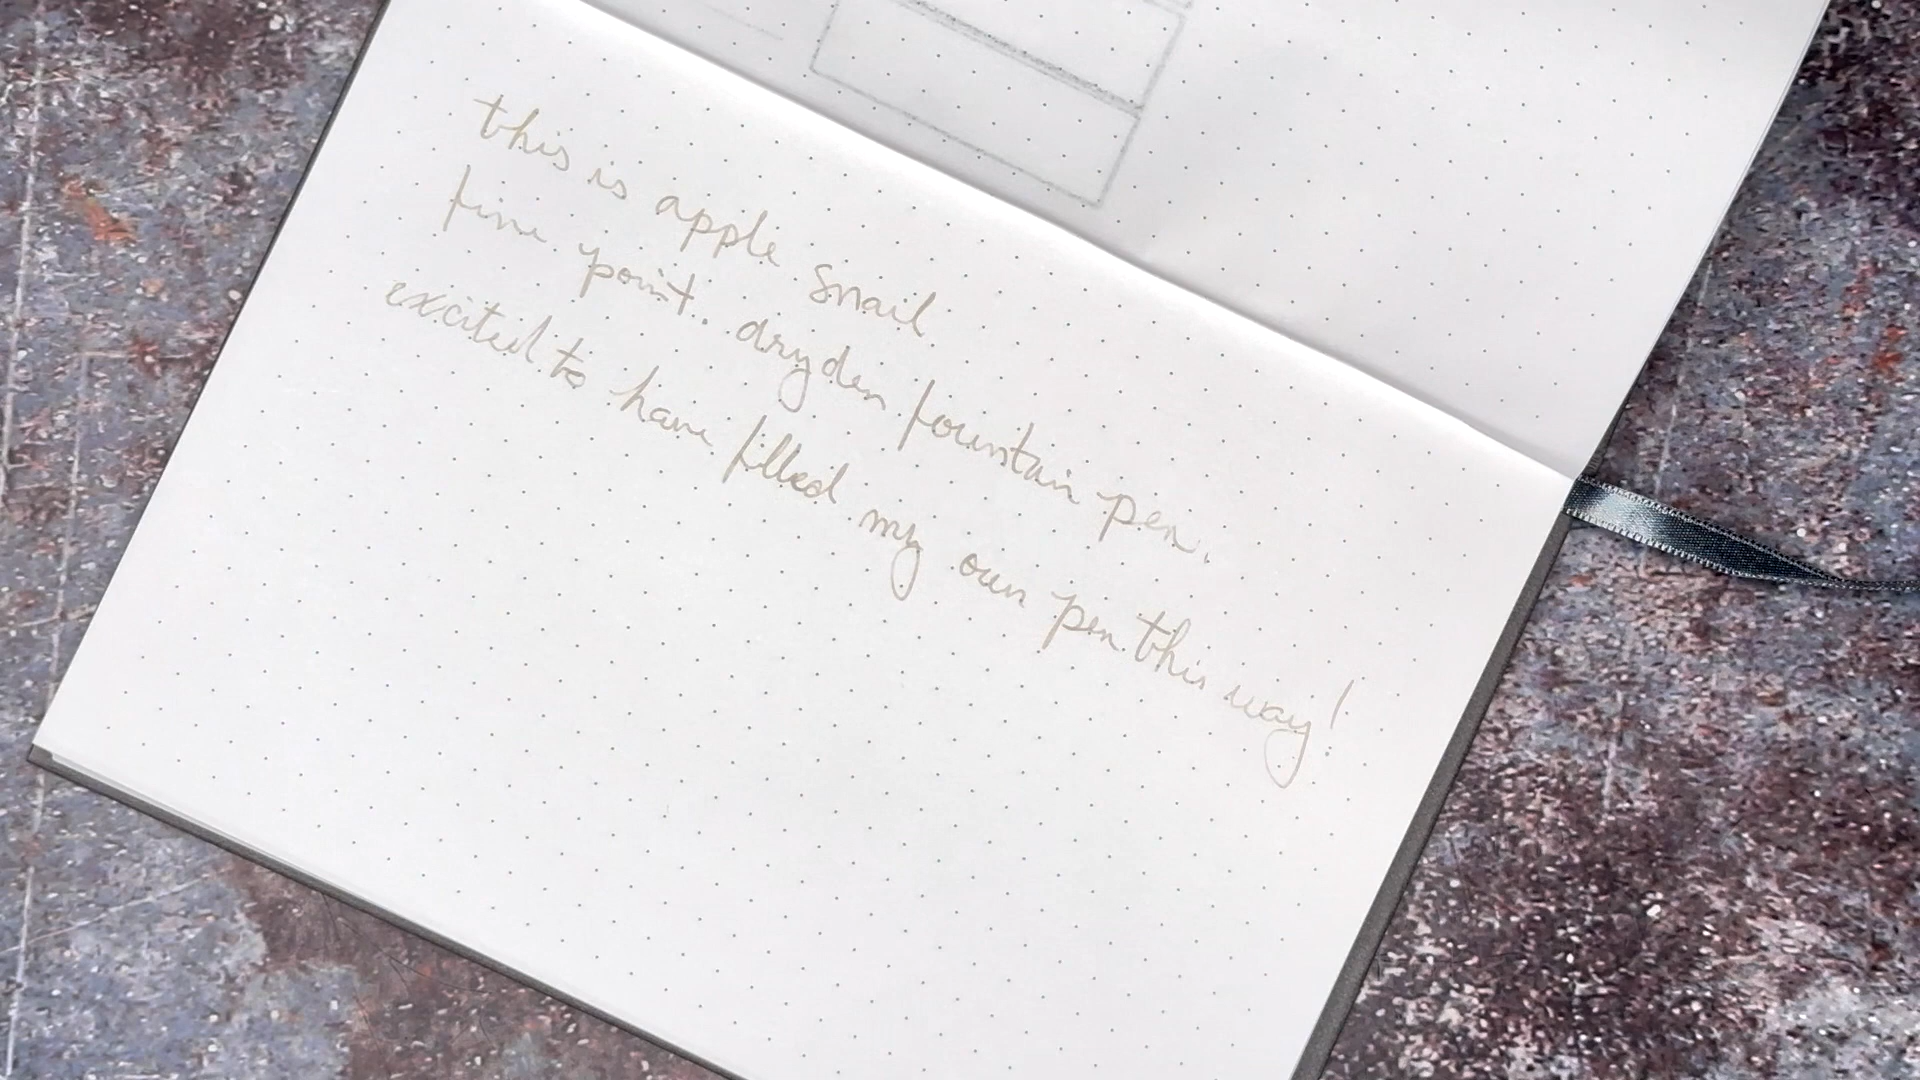 this is apple snail
fine point. dryden fountain pen.
excited to have filled my own pen this way!